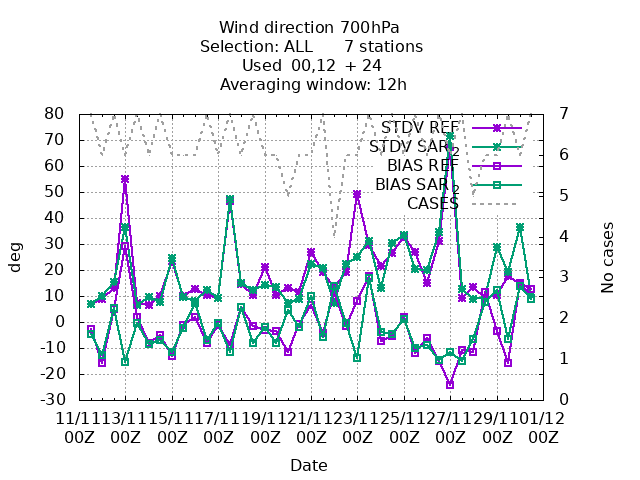 Wind direction 700hPa
Selection: ALL 7 stations
Used 00,12 + 24
Averaging window: 12h
80 7
70
60 6
50 5
40 4
30 3
20
10 2
0
-10 1
-20
-30 0
STDV REF
STDV SAR_2
BIAS REF
BIAS SAR_2
CASES
deg
No cases
11/11 13/11 15/11 17/11 19/11 21/11 23/11 25/11 27/11 29/11 01/12
00Z 00Z 00Z 00Z 00Z 00Z 00Z 00Z 00Z 00Z 00Z
Date